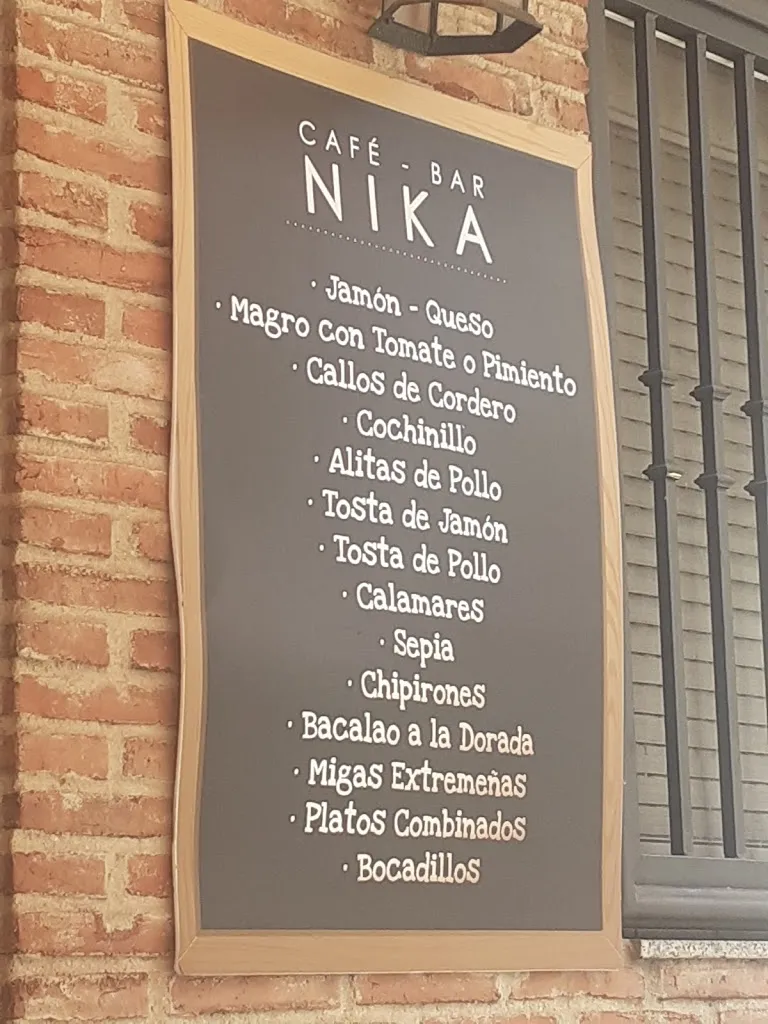 CAFÉ - BAR
NIKA
· Jamón - Queso
· Magro con Tomate o Pimiento
· Callos de Cordero
· Cochinillo
· Alitas de Pollo
· Tosta de Jamón
· Tosta de Pollo
· Calamares
· Sepia
· Chipirones
· Bacalao a la Dorada
· Migas Extremeñas
· Platos Combinados
· Bocadillos